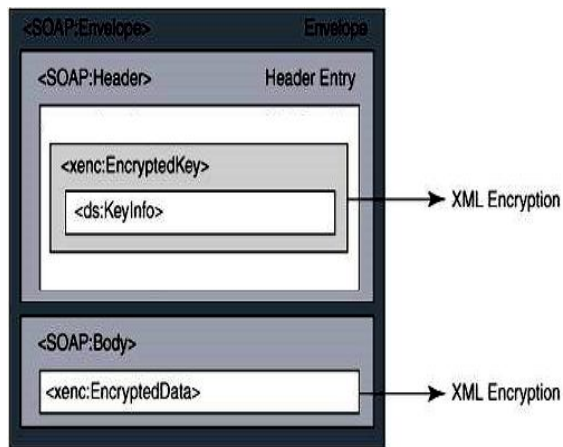 <SOAP:Envelope> Envelope
<SOAP:Header> Header Entry
<xenc:EncryptedKey>
<ds:KeyInfo>
XML Encryption
<SOAP:Body>
<xenc:EncryptedData>
XML Encryption